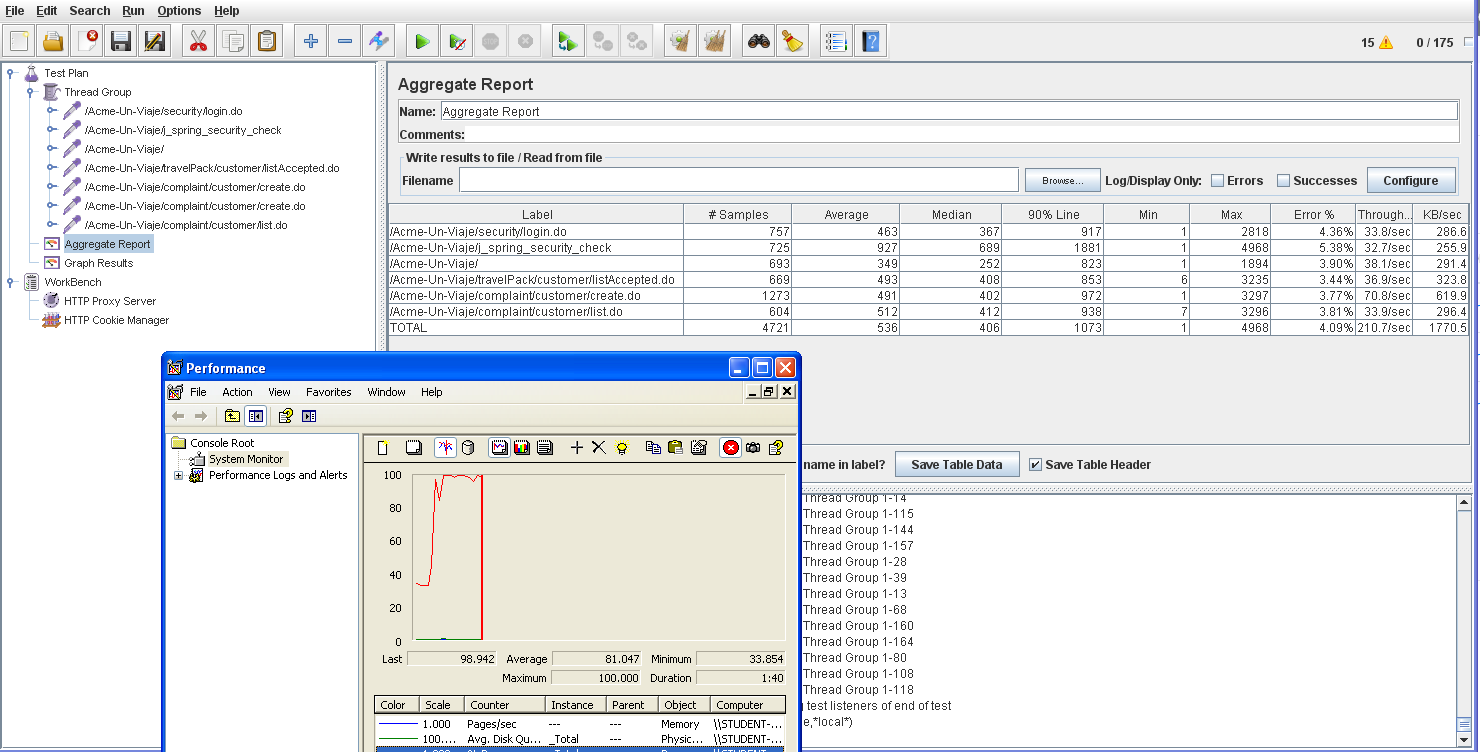 File Edit Search Run Options Help
15 0 / 175
Test Plan
Thread Group
/Acme-Un-Viaje/security/login.do
/Acme-Un-Viaje/j_spring_security_check
/Acme-Un-Viaje/
/Acme-Un-Viaje/travelPack/customer/listAccepted.do
/Acme-Un-Viaje/complaint/customer/create.do
/Acme-Un-Viaje/complaint/customer/create.do
/Acme-Un-Viaje/complaint/customer/list.do
Aggregate Report
Graph Results
WorkBench
HTTP Proxy Server
HTTP Cookie Manager
Aggregate Report
Name: Aggregate Report
Comments:
Write results to file / Read from file
Filename Browse... Log/Display Only: Errors Successes Configure
Label # Samples Average Median 90% Line Min Max Error % Through... KB/sec
/Acme-Un-Viaje/security/login.do 757 463 367 917 1 2818 4.36% 33.8/sec 286.6
/Acme-Un-Viaje/j_spring_security_check 725 927 689 1881 1 4968 5.38% 32.7/sec 255.9
/Acme-Un-Viaje/ 693 349 252 823 1 1894 3.90% 38.1/sec 291.4
/Acme-Un-Viaje/travelPack/customer/listAccepted.do 669 493 408 853 6 3235 3.44% 36.9/sec 323.8
/Acme-Un-Viaje/complaint/customer/create.do 1273 491 402 972 1 3297 3.77% 70.8/sec 619.9
/Acme-Un-Viaje/complaint/customer/list.do 604 512 412 938 7 3296 3.81% 33.9/sec 296.4
TOTAL 4721 536 406 1073 1 4968 4.09% 210.7/sec 1770.5
name in label? Save Table Data Save Table Header
Thread Group 1-14
Thread Group 1-115
Thread Group 1-144
Thread Group 1-157
Thread Group 1-28
Thread Group 1-39
Thread Group 1-13
Thread Group 1-68
Thread Group 1-160
Thread Group 1-164
Thread Group 1-80
Thread Group 1-108
Thread Group 1-118
test listeners of end of test
e,*local*)
Performance
File Action View Favorites Window Help
Console Root
System Monitor
Performance Logs and Alerts
100
80
60
40
20
0
Last 98.942 Average 81.047 Minimum 33.854
Maximum 100.000 Duration 1:40
Color Scale Counter Instance Parent Object Computer
1.000 Pages/sec --- --- Memory \\STUDENT-...
100.... Avg. Disk Qu... _Total --- Physic... \\STUDENT-...